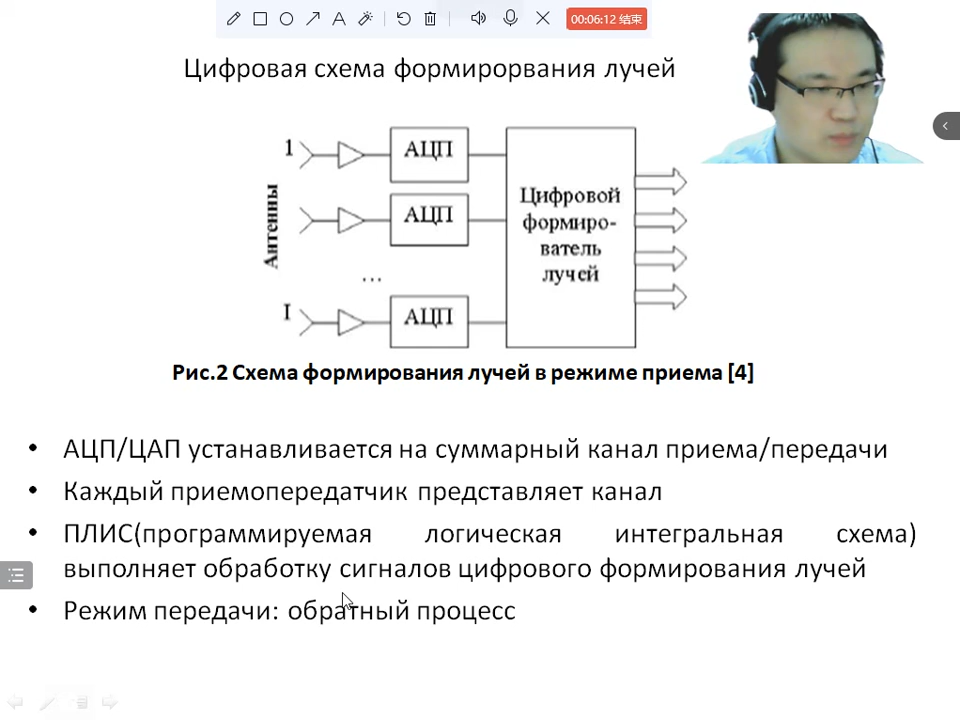 00:06:12 结束
Цифровая схема формирорвания лучей
1
АЦП
АЦП
Антенны
...
I
АЦП
Цифровой
формиро-
ватель
лучей
Рис.2 Схема формирования лучей в режиме приема [4]
• АЦП/ЦАП устанавливается на суммарный канал приема/передачи
• Каждый приемопередатчик представляет канал
• ПЛИС(программируемая логическая интегральная схема)
выполняет обработку сигналов цифрового формирования лучей
• Режим передачи: обратный процесс